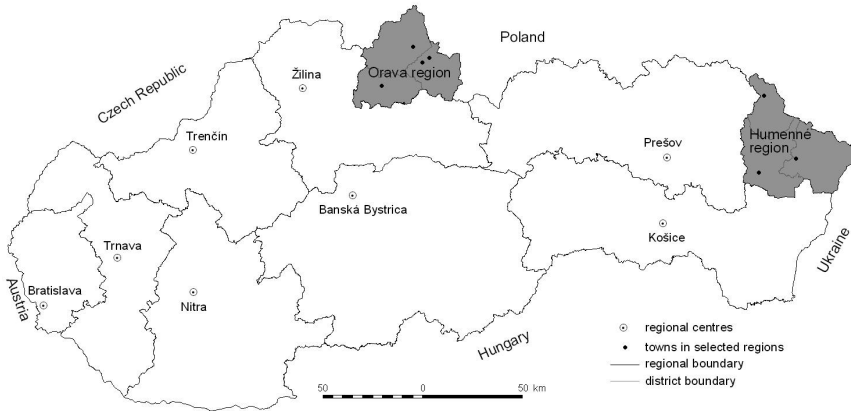 Poland
Czech Republic
Žilina
Orava region
Trenčín
Prešov
Humenné
region
Banská Bystrica
Košice
Trnava
Ukraine
Austria
Bratislava
Nitra
Hungary
regional centres
towns in selected regions
regional boundary
district boundary
50 0 50 km